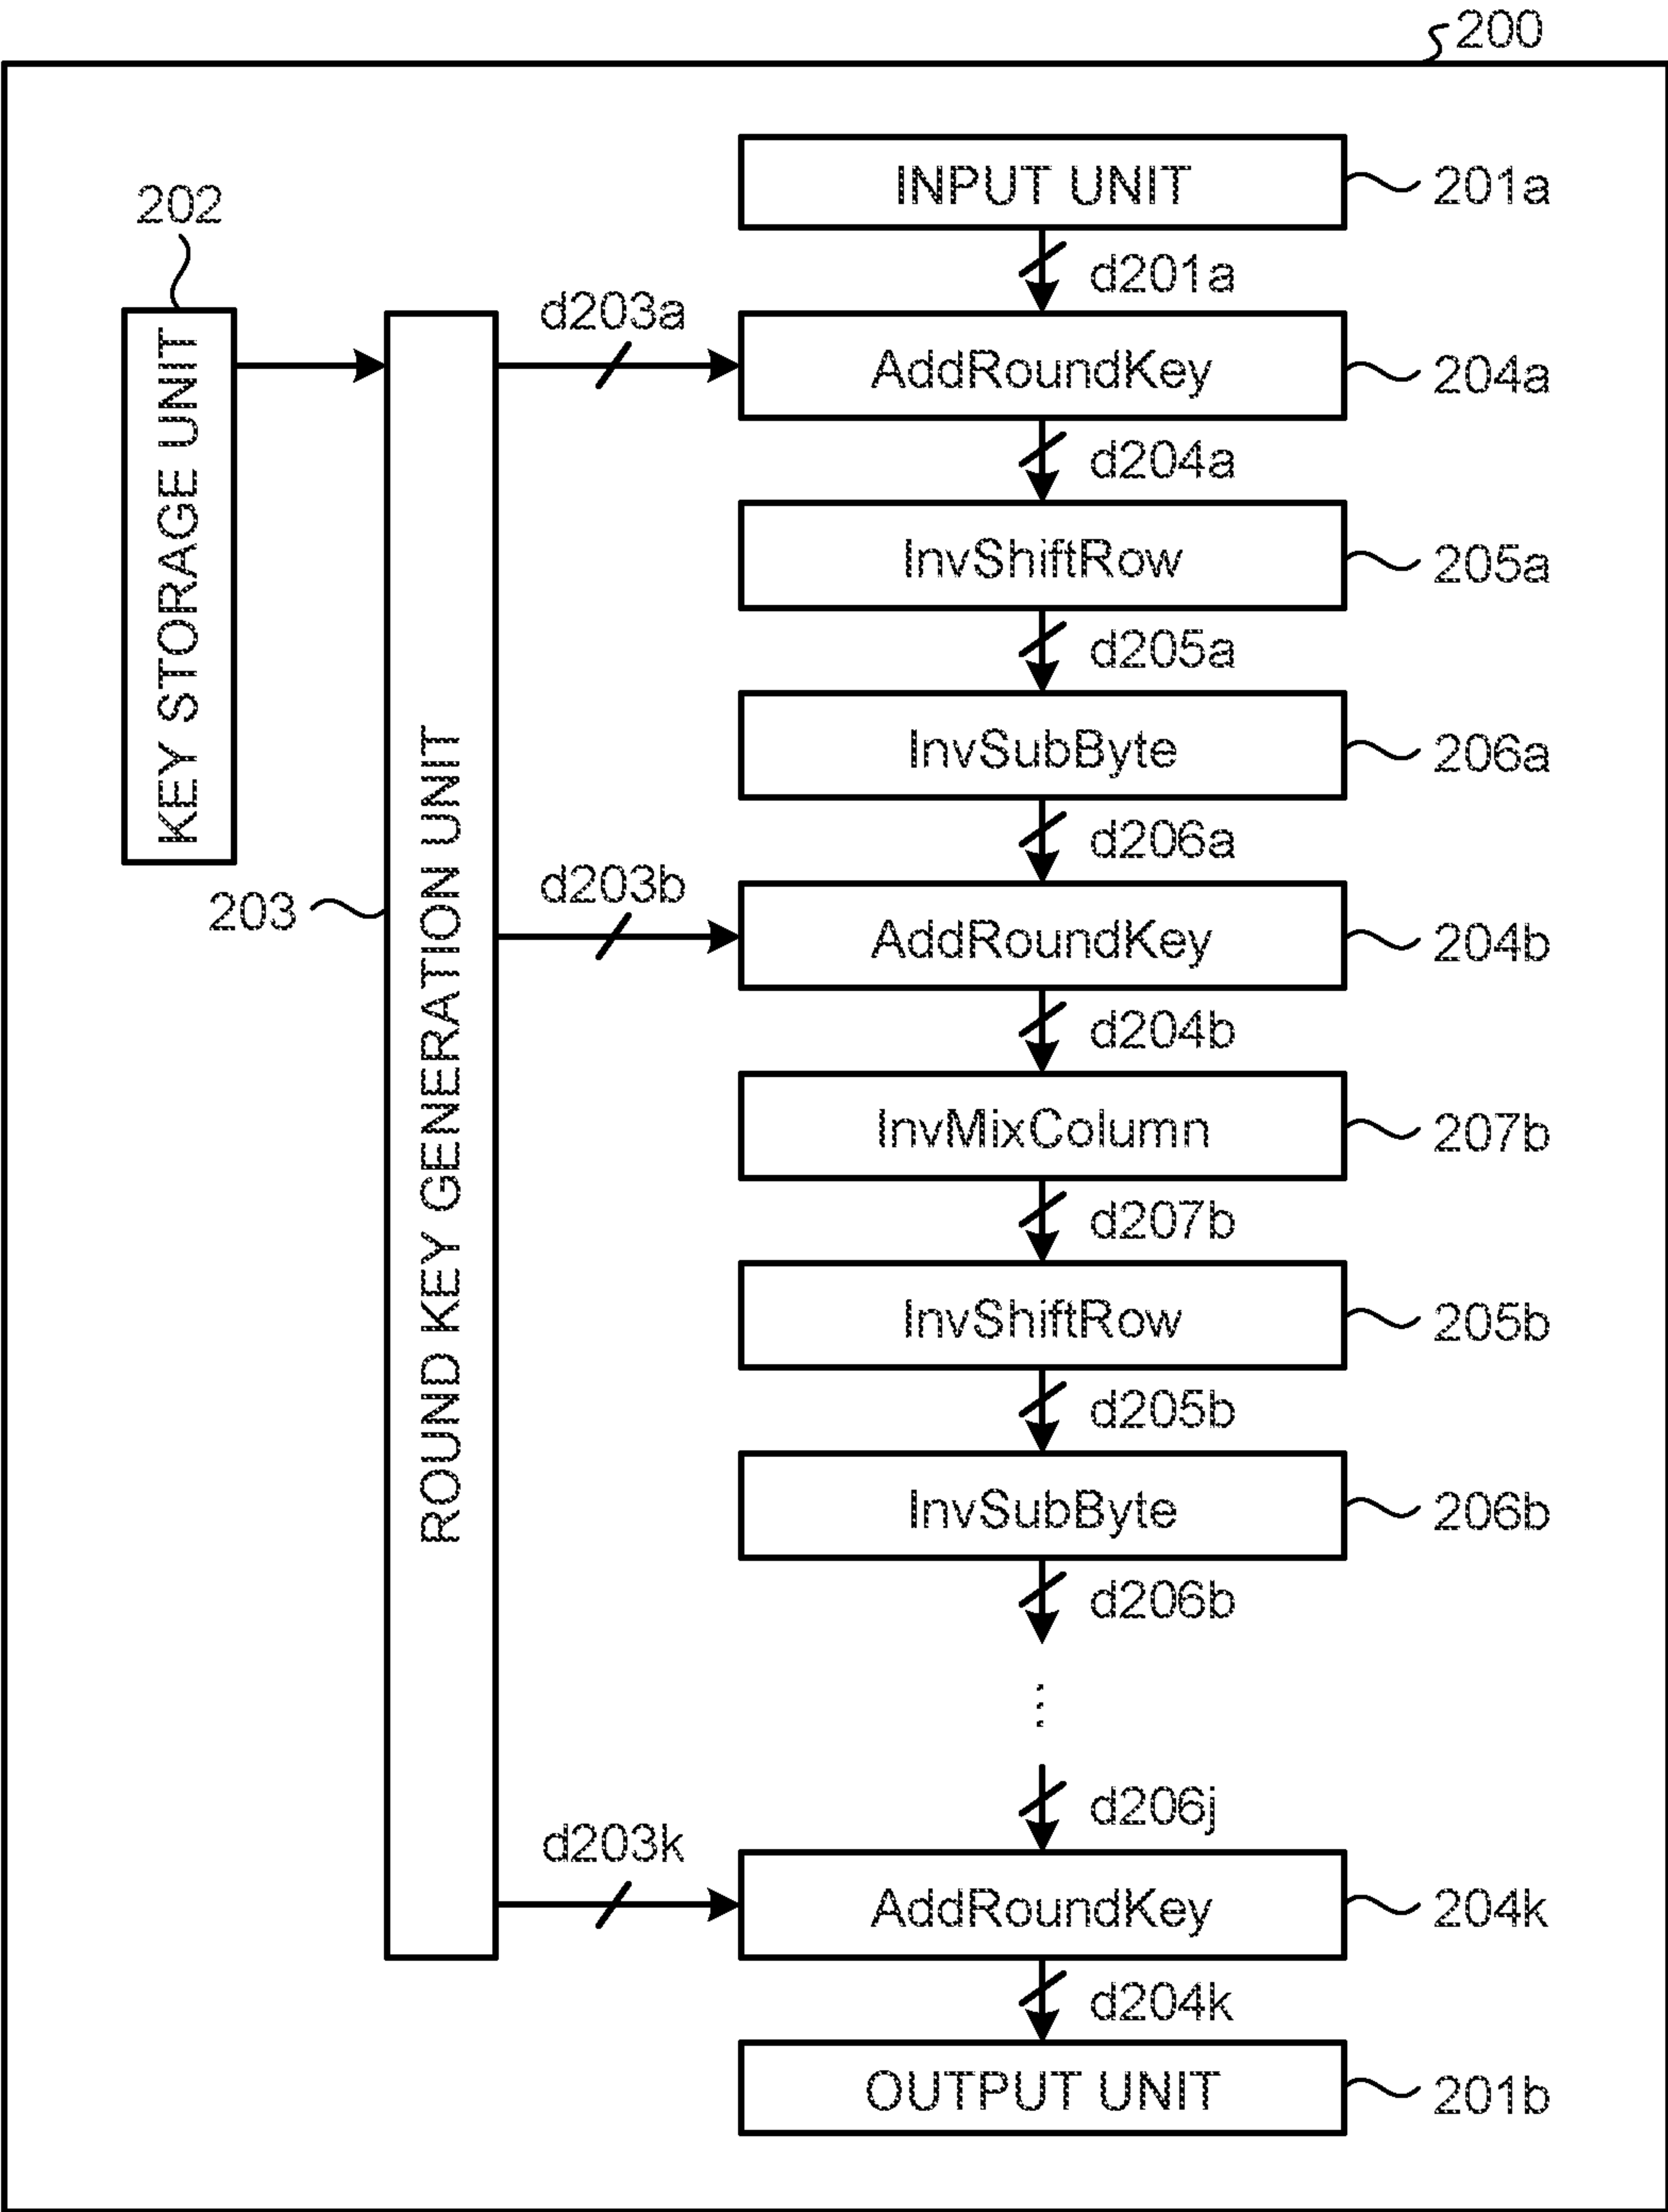 200
INPUT UNIT
201a
202
d201a
d203a
KEY STORAGE UNIT
AddRoundKey
204a
d204a
InvShiftRow
205a
d205a
InvSubByte
206a
d206a
203
ROUND KEY GENERATION UNIT
d203b
AddRoundKey
204b
d204b
InvMixColumn
207b
d207b
InvShiftRow
205b
d205b
InvSubByte
206b
d206b
⋮
d206j
d203k
AddRoundKey
204k
d204k
OUTPUT UNIT
201b